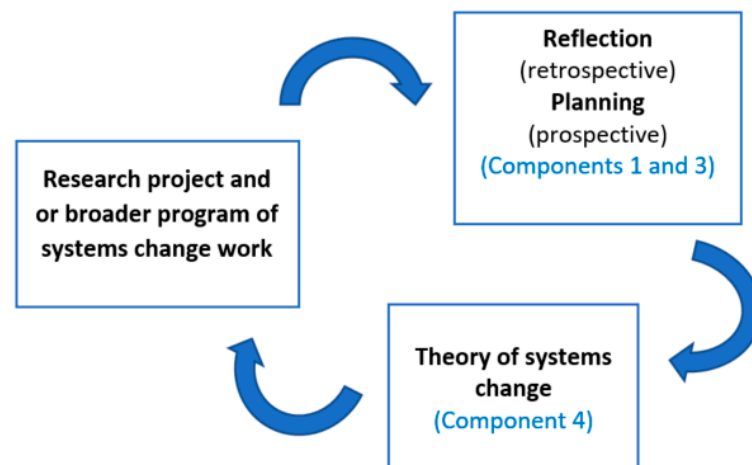 Reflection
(retrospective)
Planning
(prospective)
(Components 1 and 3)
Research project and
or broader program of
systems change work
Theory of systems
change
(Component 4)